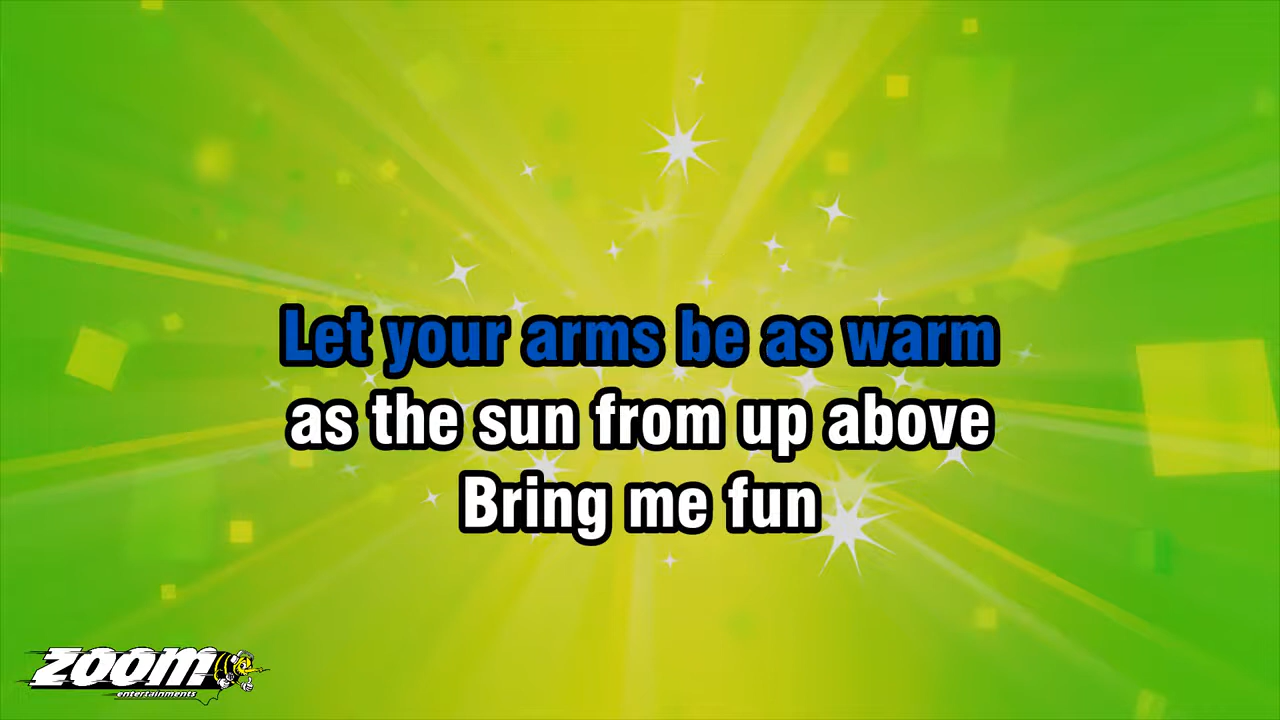 Let your arms be as warm
as the sun from up above
Bring me fun
zoom
entertainments